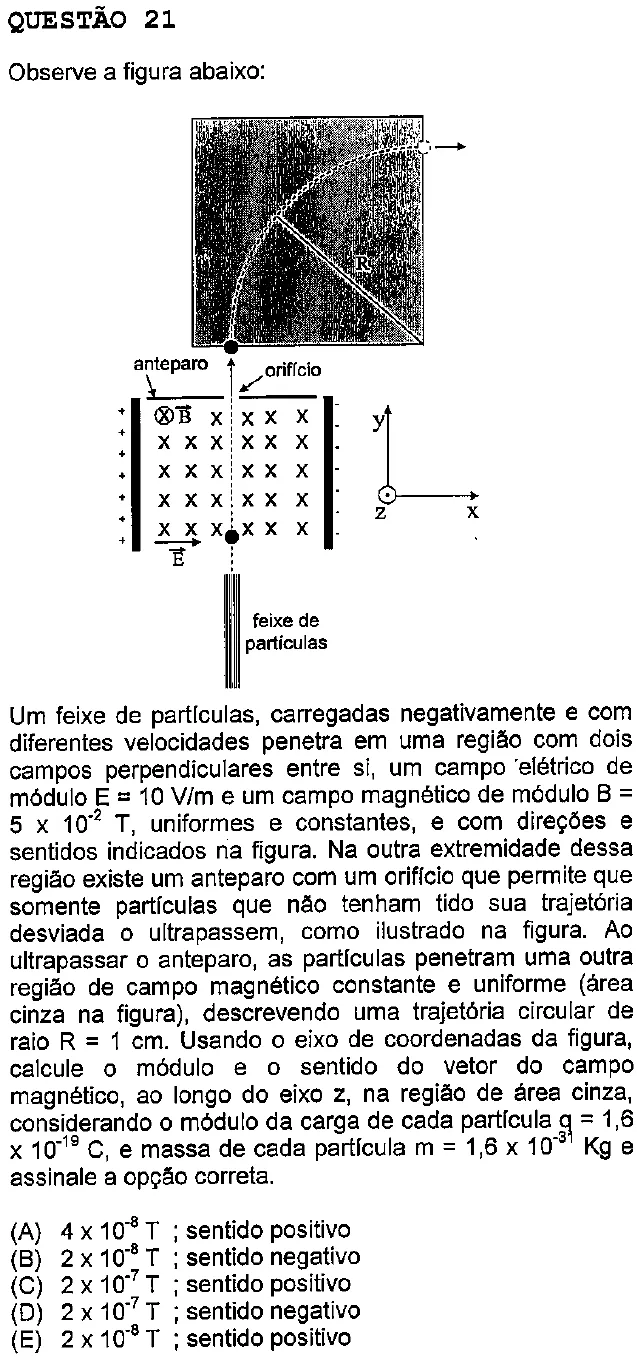 QUESTÃO 21
Observe a figura abaixo:
R
anteparo
orifício
⊗B X X X X
X X X X X X
X X X X X X
X X X X X X
X X X X X X
E
y
z
x
feixe de
partículas
Um feixe de partículas, carregadas negativamente e com
diferentes velocidades penetra em uma região com dois
campos perpendiculares entre si, um campo elétrico de
módulo E = 10 V/m e um campo magnético de módulo B =
5 x 10⁻² T, uniformes e constantes, e com direções e
sentidos indicados na figura. Na outra extremidade dessa
região existe um anteparo com um orifício que permite que
somente partículas que não tenham tido sua trajetória
desviada o ultrapassem, como ilustrado na figura. Ao
ultrapassar o anteparo, as partículas penetram uma outra
região de campo magnético constante e uniforme (área
cinza na figura), descrevendo uma trajetória circular de
raio R = 1 cm. Usando o eixo de coordenadas da figura,
calcule o módulo e o sentido do vetor do campo
magnético, ao longo do eixo z, na região de área cinza,
considerando o módulo da carga de cada partícula q = 1,6
x 10⁻¹⁹ C, e massa de cada partícula m = 1,6 x 10⁻³¹ Kg e
assinale a opção correta.
(A) 4 x 10⁻⁸ T ; sentido positivo
(B) 2 x 10⁻⁸ T ; sentido negativo
(C) 2 x 10⁻⁷ T ; sentido positivo
(D) 2 x 10⁻⁷ T ; sentido negativo
(E) 2 x 10⁻⁸ T ; sentido positivo